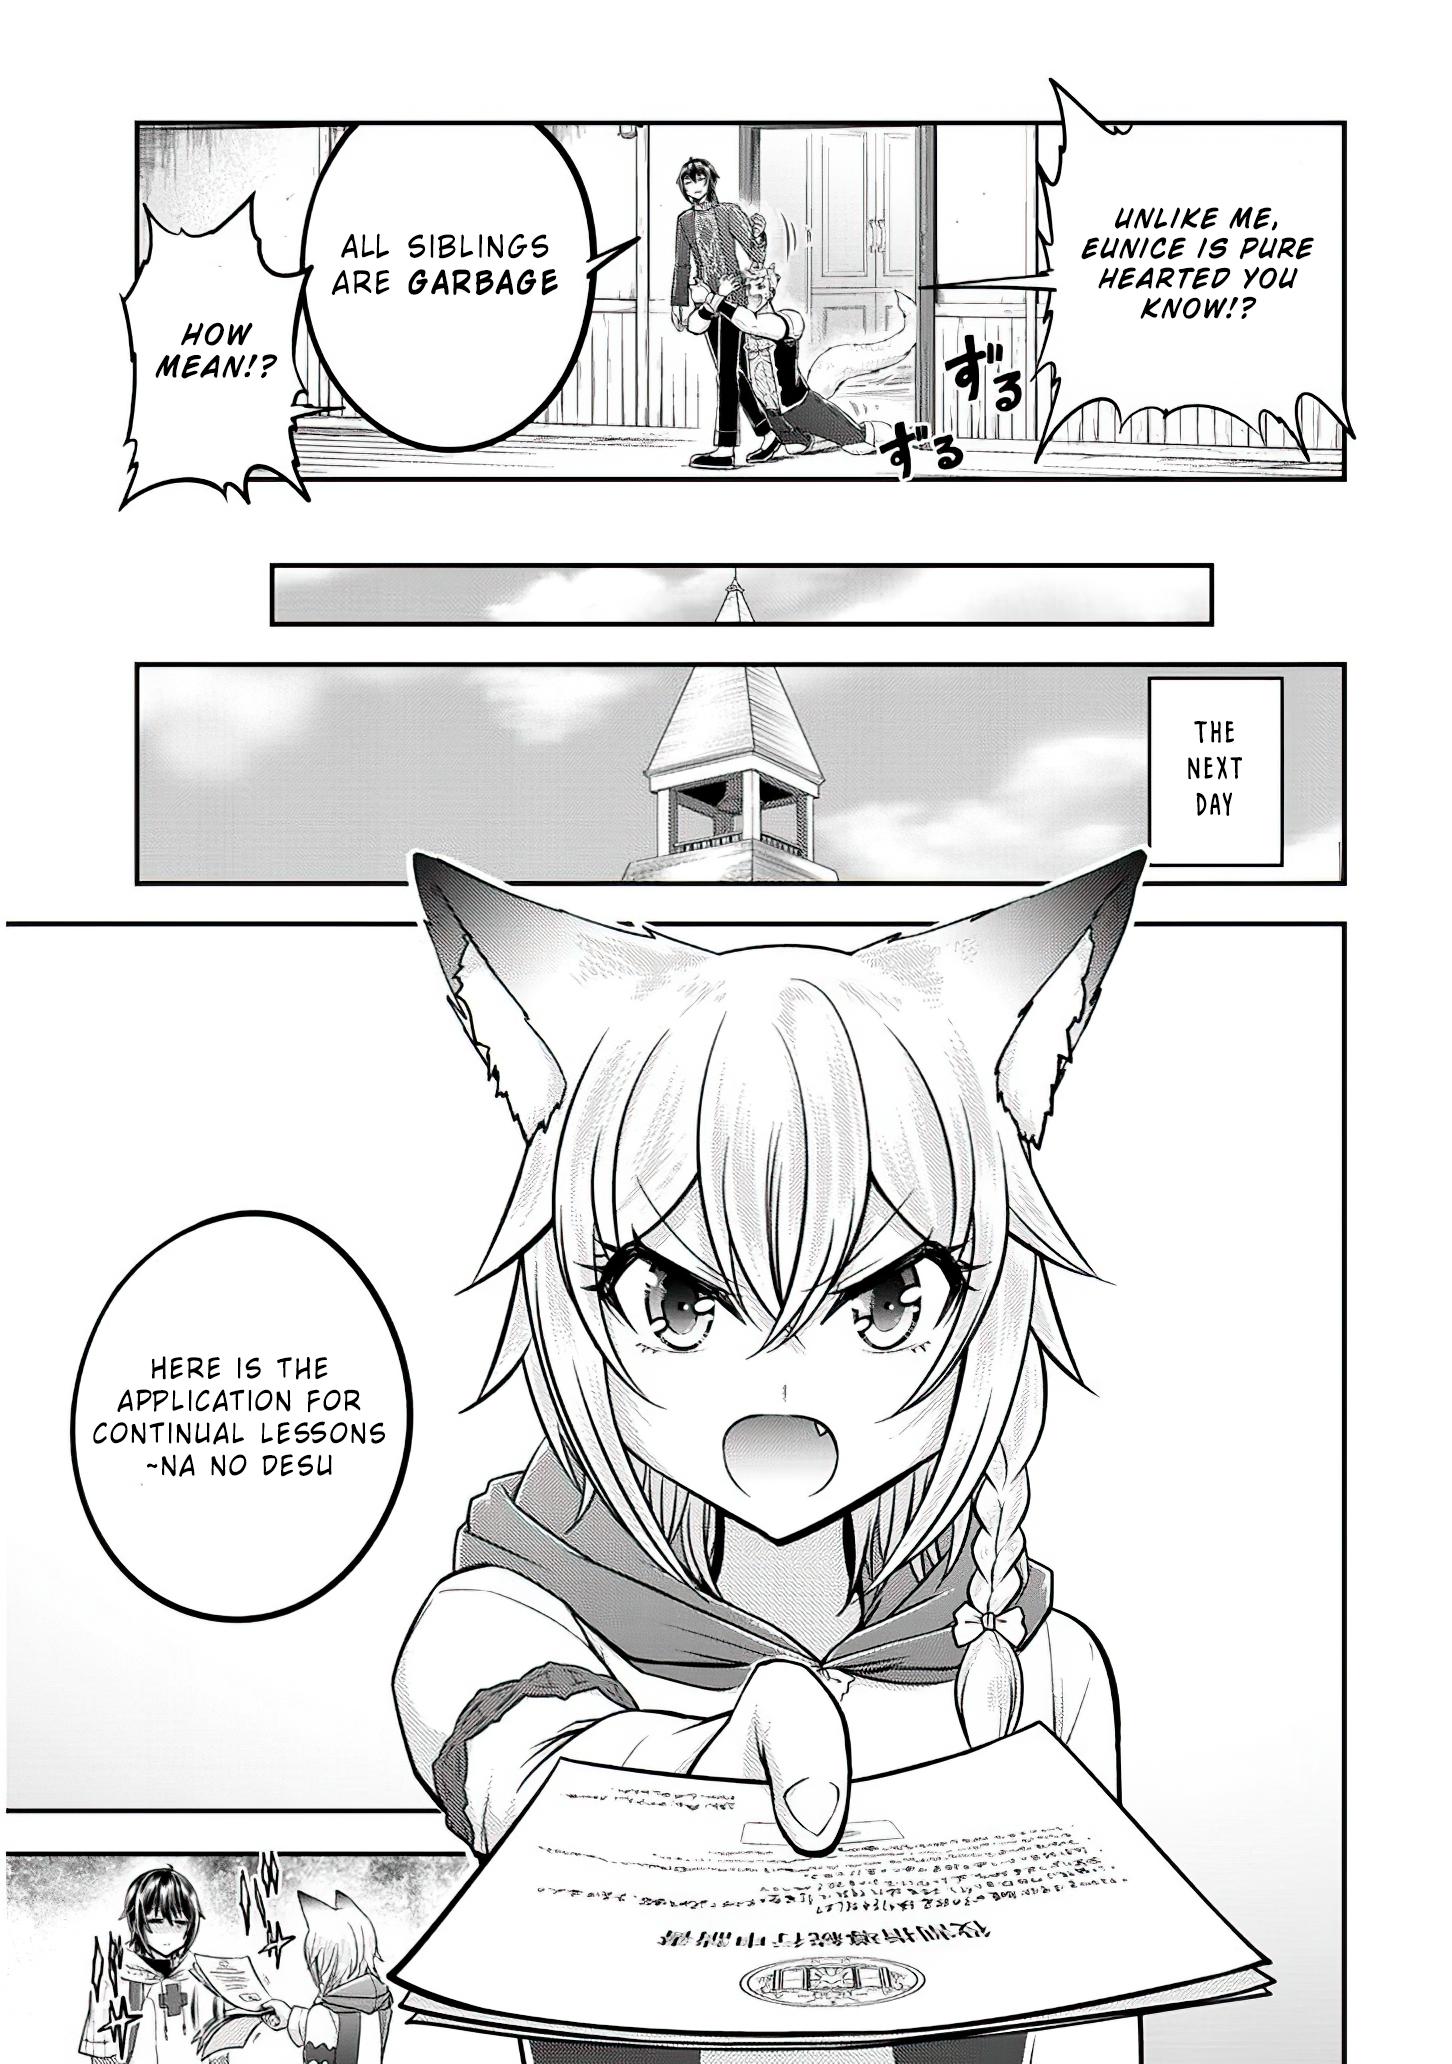 UNLIKE ME,
EUNICE IS PURE
HEARTED YOU
KNOW!?
ALL SIBLINGS
ARE GARBAGE
HOW
MEAN!?
ずる
ずる
THE
NEXT
DAY
HERE IS THE
APPLICATION FOR
CONTINUAL LESSONS
~NA NO DESU